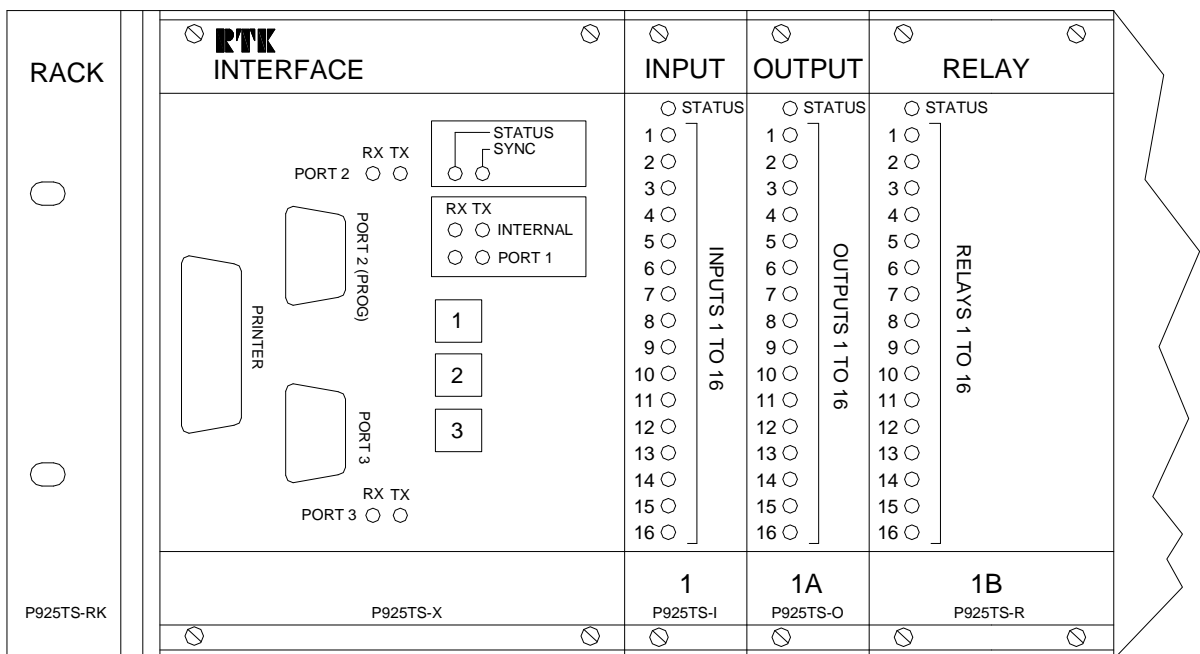 RACK
P925TS-RK
RTK
INTERFACE
STATUS
SYNC
RX TX
PORT 2
RX TX
INTERNAL
PORT 1
PORT 2 (PROG)
PRINTER
1
2
3
PORT 3
RX TX
PORT 3
P925TS-X
INPUT
STATUS
1
2
3
4
5
6
7
8
9
10
11
12
13
14
15
16
INPUTS 1 TO 16
1
P925TS-I
OUTPUT
STATUS
1
2
3
4
5
6
7
8
9
10
11
12
13
14
15
16
OUTPUTS 1 TO 16
1A
P925TS-O
RELAY
STATUS
1
2
3
4
5
6
7
8
9
10
11
12
13
14
15
16
RELAYS 1 TO 16
1B
P925TS-R